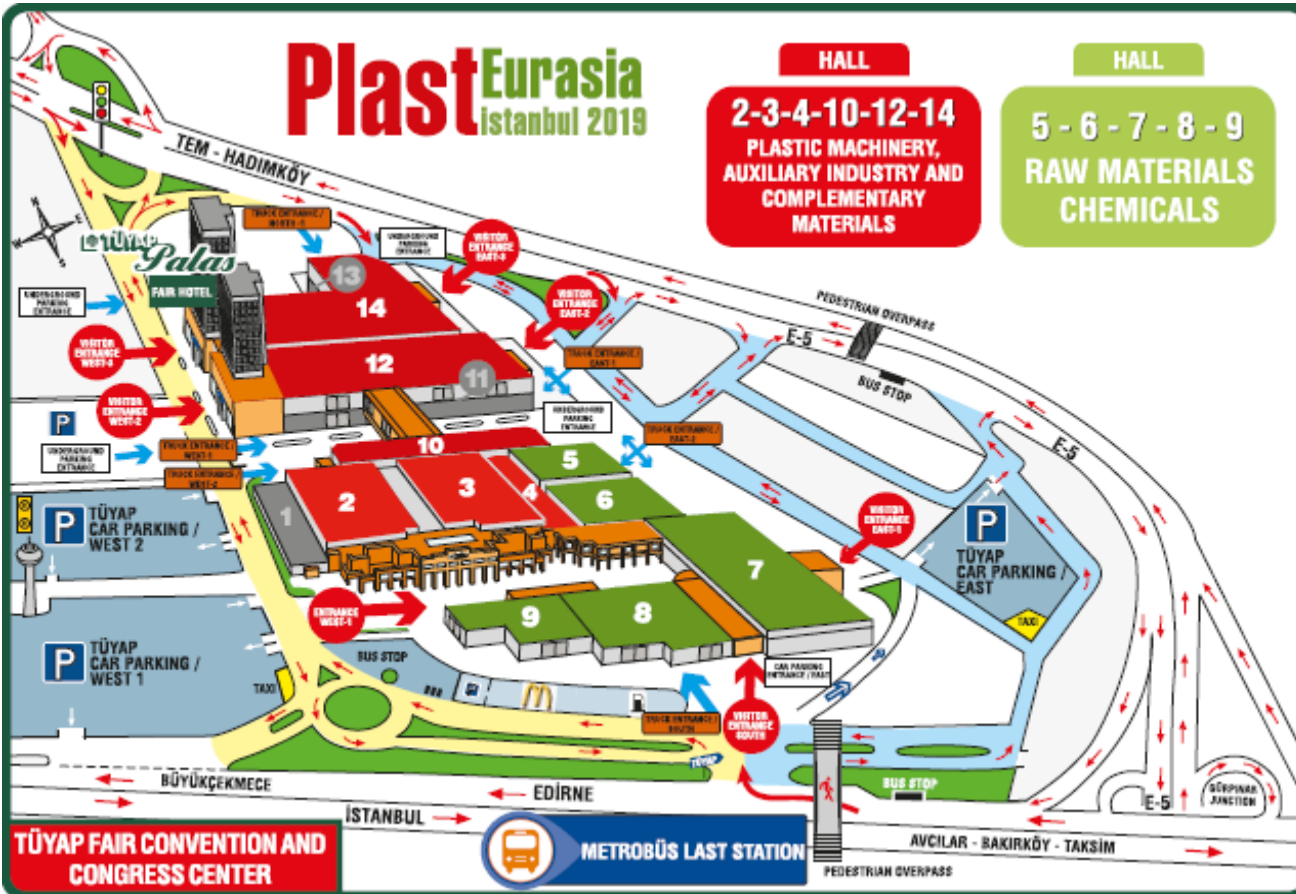 Plast Eurasia
istanbul 2019
HALL
2-3-4-10-12-14
PLASTIC MACHINERY,
AUXILIARY INDUSTRY AND
COMPLEMENTARY
MATERIALS
HALL
5 - 6 - 7 - 8 - 9
RAW MATERIALS
CHEMICALS
TEM - HADIMKÖY
N
E
S
W
TÜYAP
Palas
FAIR HOTEL
TRUCK ENTRANCE /
UNDERGROUND
PARKING
ENTRANCE
VISITOR
ENTRANCE
EAST-3
VISITOR
ENTRANCE
EAST-2
UNDERGROUND
PARKING
ENTRANCE
VISITOR
ENTRANCE
WEST-3
VISITOR
ENTRANCE
WEST-2
13
14
12
11
TRUCK ENTRANCE /
EAST-1
UNDERGROUND
PARKING
ENTRANCE
PEDESTRIAN OVERPASS
E-5
BUS STOP
E-5
P
UNDERGROUND
PARKING
ENTRANCE
TRUCK ENTRANCE /
WEST-1
TRUCK ENTRANCE /
WEST-2
TRUCK ENTRANCE /
EAST-2
10
5
6
1
2
3
4
7
8
9
P
TÜYAP
CAR PARKING /
WEST 2
P
TÜYAP
CAR PARKING /
WEST 1
TAXI
ENTRANCE
WEST-1
BUS STOP
VISITOR
ENTRANCE
EAST-1
P
TÜYAP
CAR PARKING /
EAST
TAXI
CAR PARKING
ENTRANCE / EAST
TRUCK ENTRANCE /
SOUTH
VISITOR
ENTRANCE
SOUTH
TÜYAP
BUS STOP
E-5
GÜRPINAR
JUNCTION
BÜYÜKÇEKMECE
EDİRNE
İSTANBUL
AVCILAR - BAKIRKÖY - TAKSİM
PEDESTRIAN OVERPASS
METROBÜS LAST STATION
TÜYAP FAIR CONVENTION AND
CONGRESS CENTER